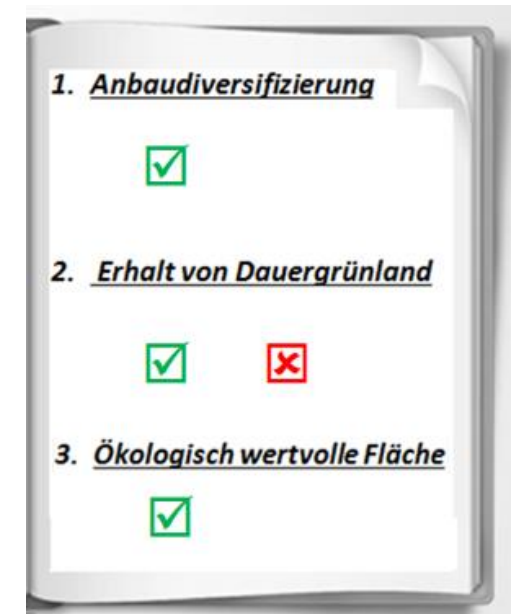 1. Anbaudiversifizierung
☑
2. Erhalt von Dauergrünland
☑ ☒
3. Ökologisch wertvolle Fläche
☑